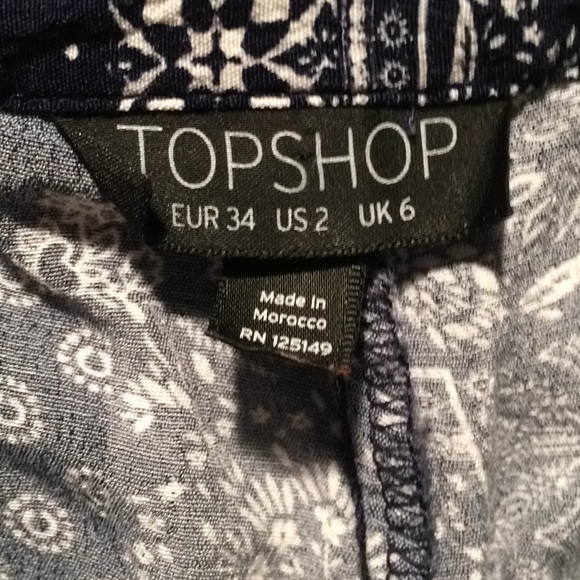 TOPSHOP
EUR 34 US 2 UK 6
Made in
Morocco
RN 125149